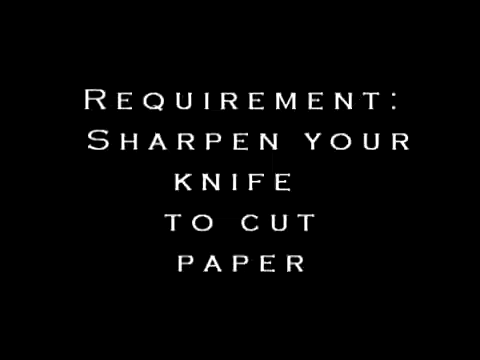 Requirement:
Sharpen your
knife
to cut
paper